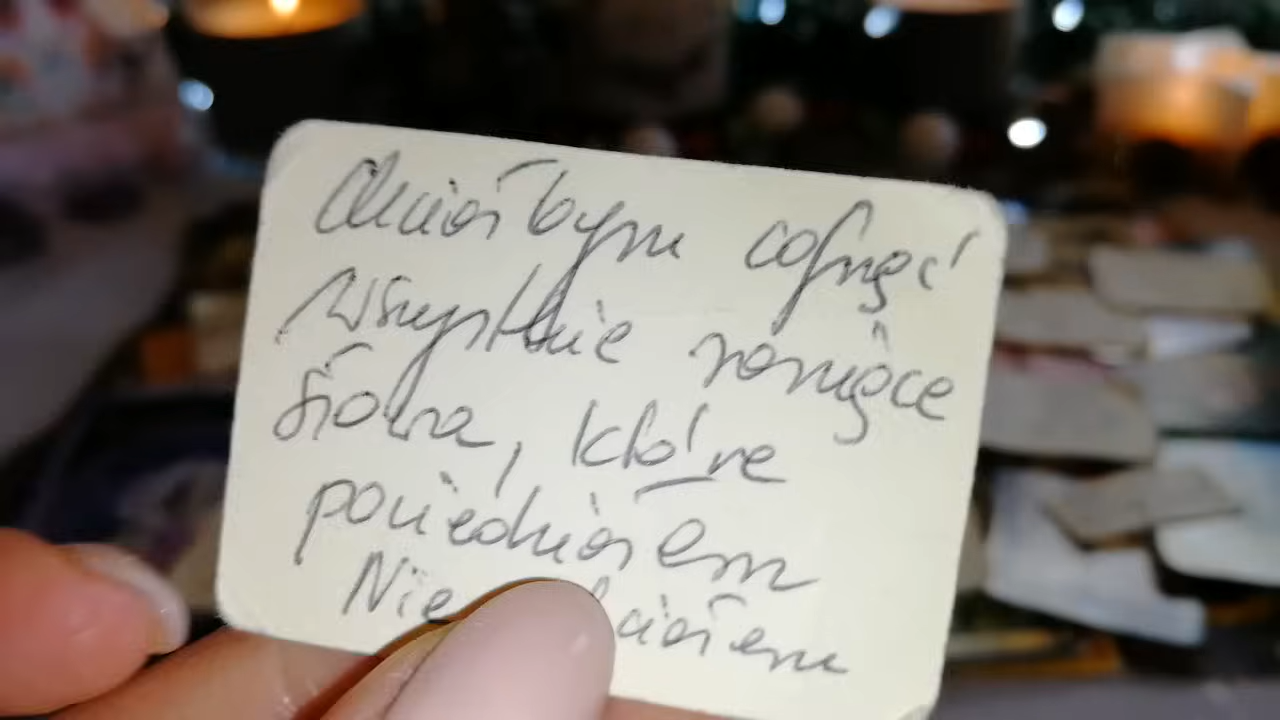 Chciałbym cofnąć
wszystkie raniące
słowa, które
powiedziałem
Nie